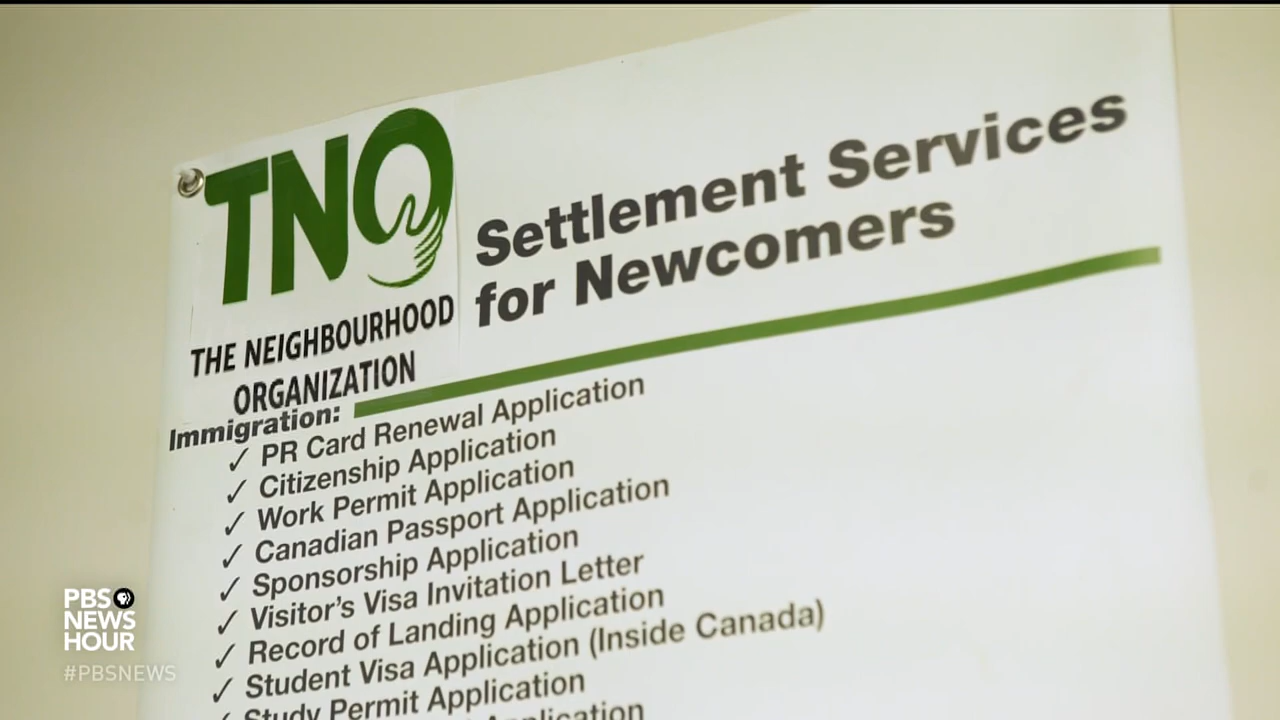 TNO
THE NEIGHBOURHOOD
ORGANIZATION
Settlement Services
for Newcomers
Immigration:
✓ PR Card Renewal Application
✓ Citizenship Application
✓ Work Permit Application
✓ Canadian Passport Application
✓ Sponsorship Application
✓ Visitor's Visa Invitation Letter
✓ Record of Landing Application
✓ Student Visa Application (Inside Canada)
✓ Study Permit Application
Application
PBS
NEWS
HOUR
#PBSNEWS